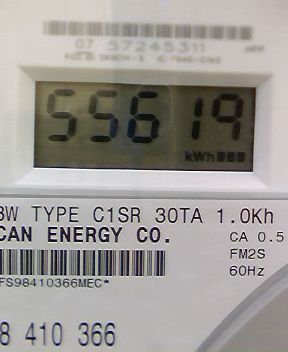 07 57245311
55619
kWh
3W TYPE C1SR 30TA 1.0Kh
CAN ENERGY CO.
CA 0.5
FM2S
60Hz
FS98410366MEC*
8 410 366